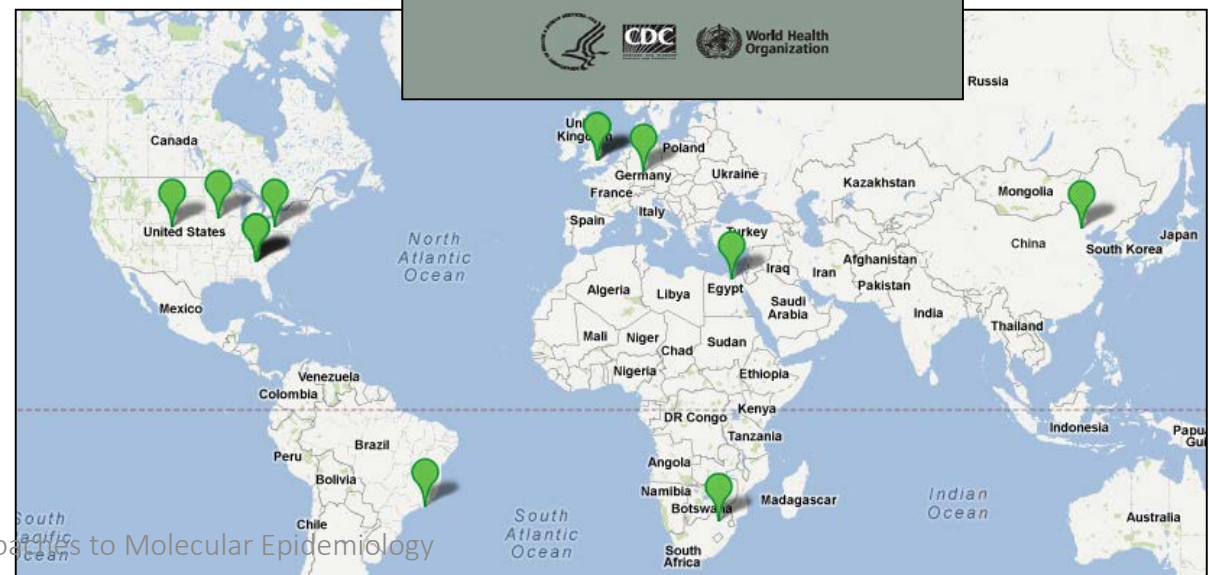 CDC
World Health
Organization
Russia
Canada
Poland
Germany
Ukraine
France
Kazakhstan
Mongolia
United States
Spain
Italy
Turkey
North
Atlantic
Ocean
China
Japan
South Korea
Iraq
Iran
Afghanistan
Pakistan
Algeria
Libya
Egypt
Saudi
Arabia
India
Mexico
Mali
Niger
Chad
Sudan
Thailand
Nigeria
Ethiopia
Venezuela
Colombia
DR Congo
Kenya
Tanzania
Indonesia
Brazil
Peru
Bolivia
Angola
Namibia
Botswana
Madagascar
Indian
Ocean
Australia
South
Chile
South
Atlantic
Ocean
South
Africa
to Molecular Epidemiology